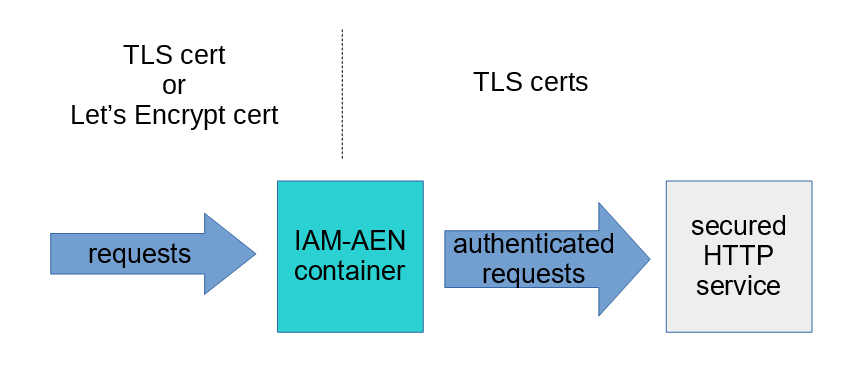 TLS cert
or
Let’s Encrypt cert
TLS certs
requests
IAM-AEN
container
authenticated
requests
secured
HTTP
service